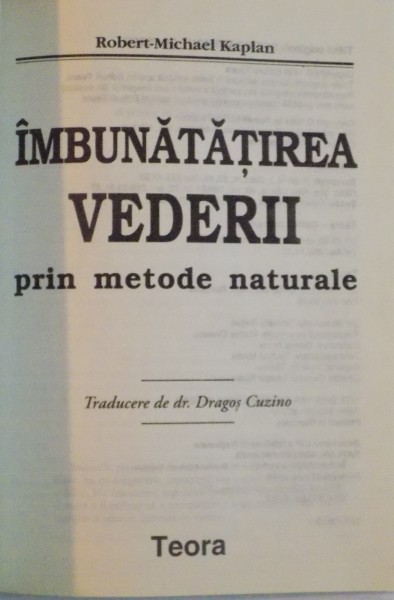 Robert-Michael Kaplan
ÎMBUNĂTĂȚIREA
VEDERII
prin metode naturale
Traducere de dr. Dragoș Cuzino
Teora